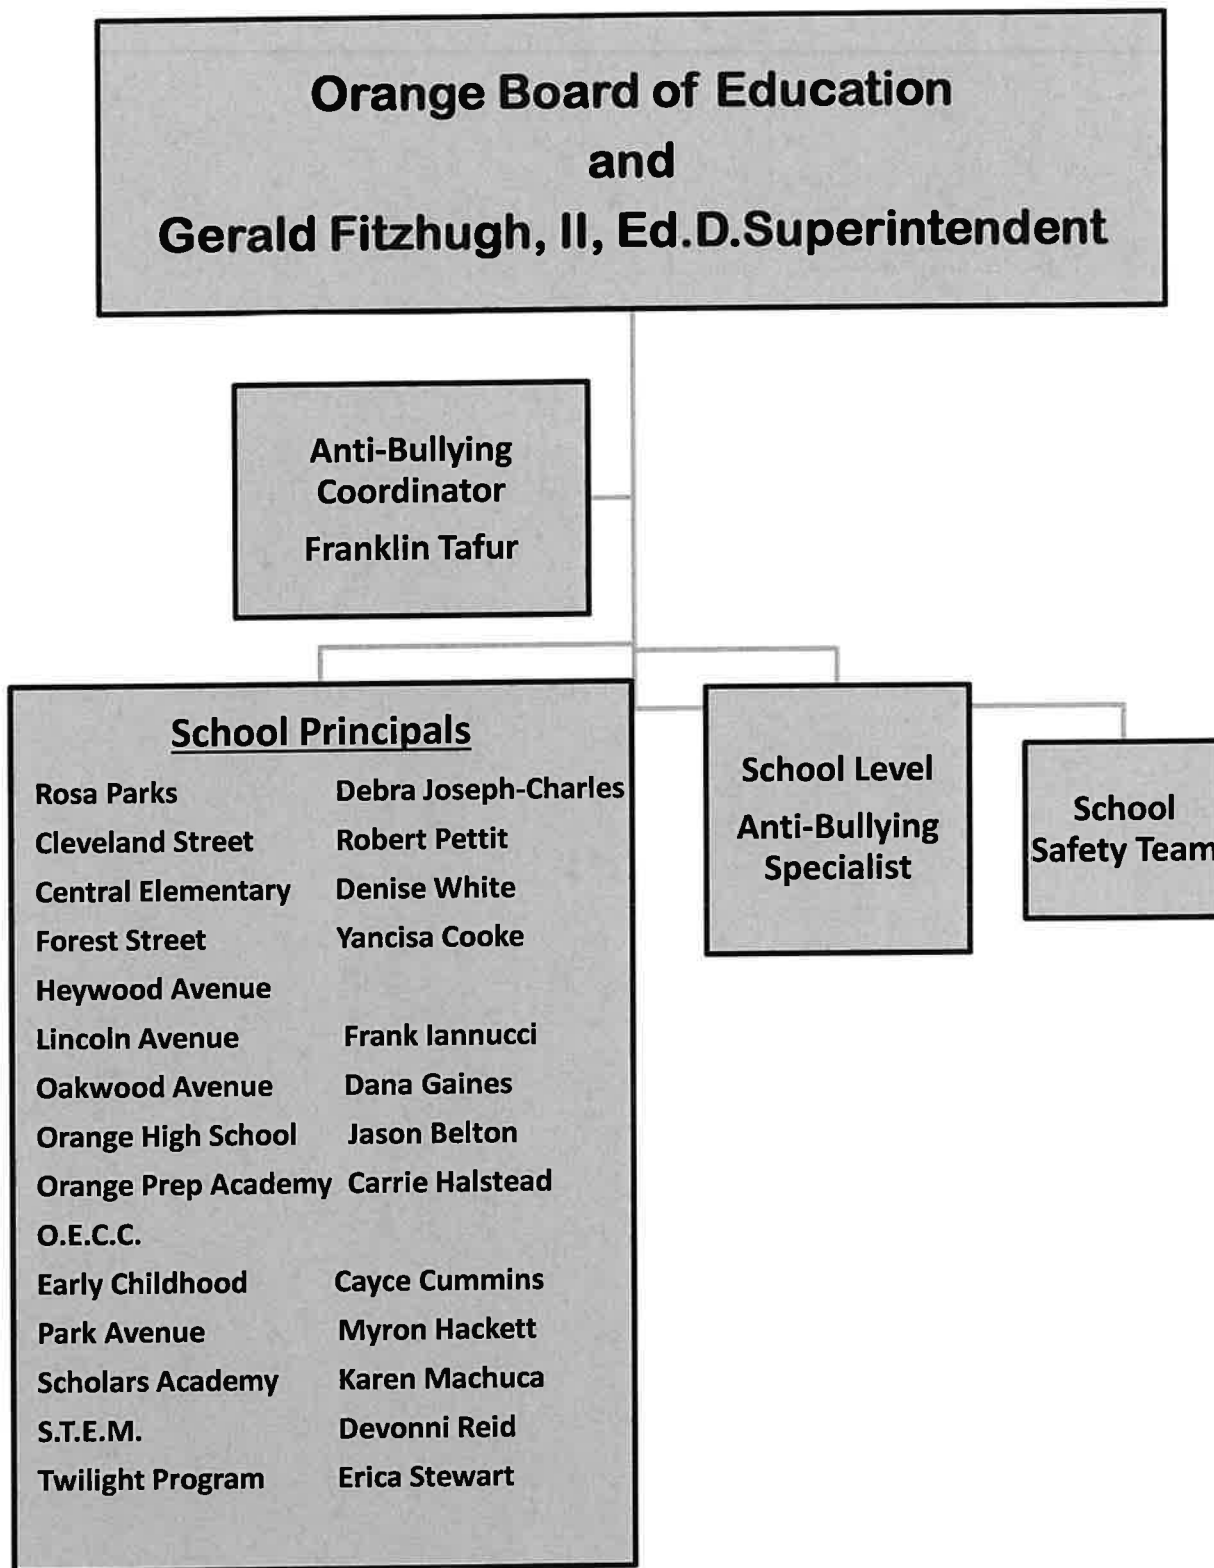 Orange Board of Education
and
Gerald Fitzhugh, II, Ed.D.Superintendent
Anti-Bullying
Coordinator
Franklin Tafur
School Principals
Rosa Parks Debra Joseph-Charles
Cleveland Street Robert Pettit
Central Elementary Denise White
Forest Street Yancisa Cooke
Heywood Avenue
Lincoln Avenue Frank Iannucci
Oakwood Avenue Dana Gaines
Orange High School Jason Belton
Orange Prep Academy Carrie Halstead
O.E.C.C.
Early Childhood Cayce Cummins
Park Avenue Myron Hackett
Scholars Academy Karen Machuca
S.T.E.M. Devonni Reid
Twilight Program Erica Stewart
School Level
Anti-Bullying
Specialist
School
Safety Team